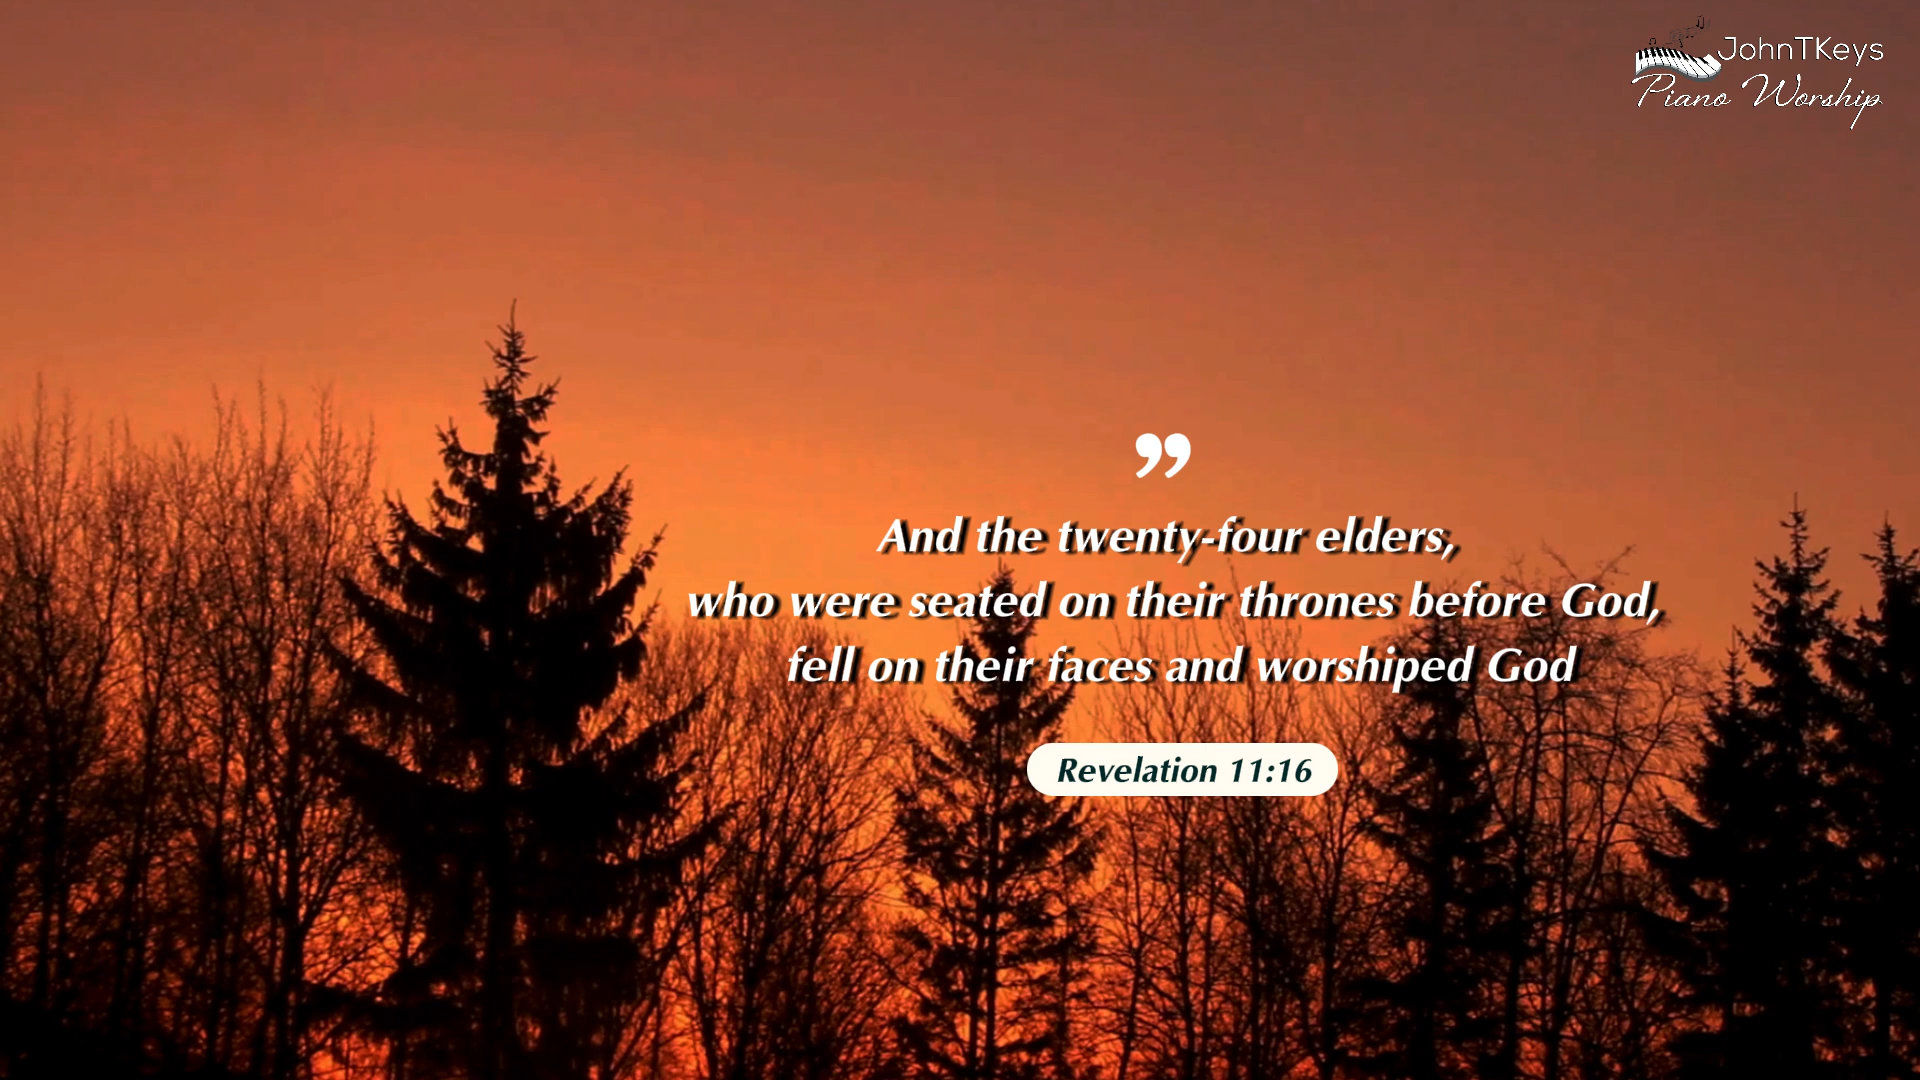 JohnTKeys
Piano Worship
”
And the twenty-four elders,
who were seated on their thrones before God,
fell on their faces and worshiped God
Revelation 11:16